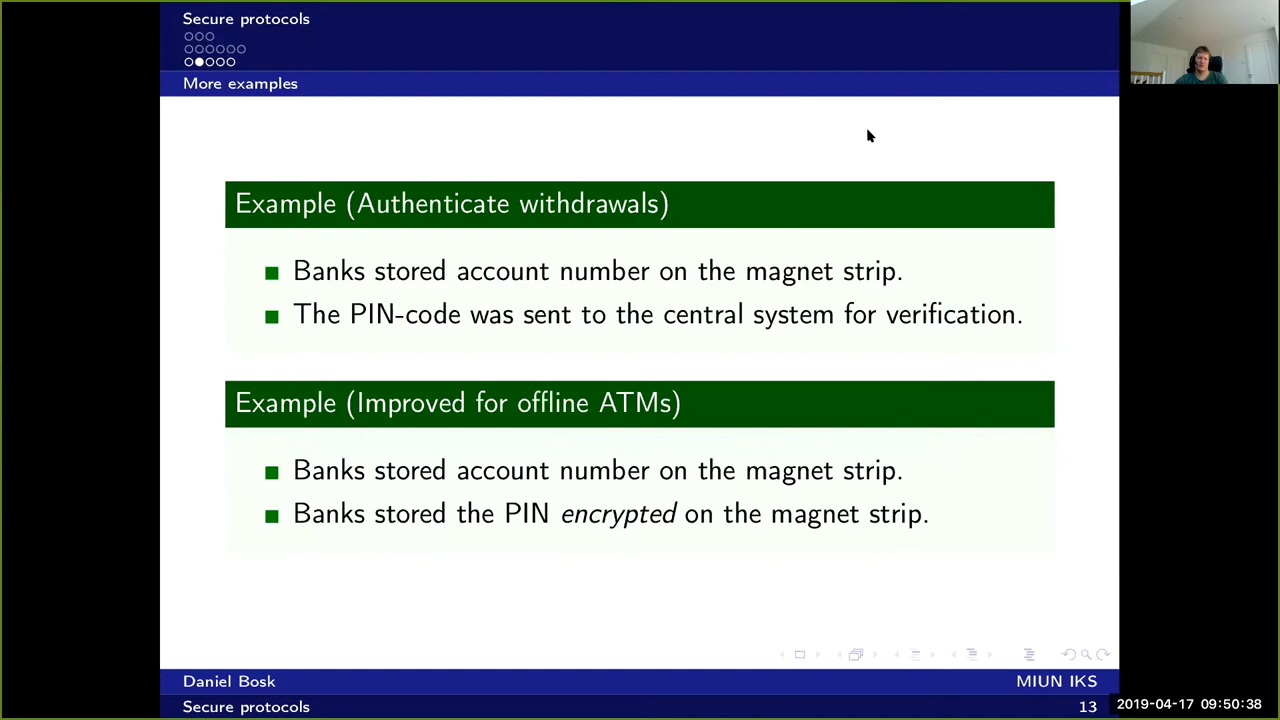 Secure protocols
More examples
Example (Authenticate withdrawals)
Banks stored account number on the magnet strip.
The PIN-code was sent to the central system for verification.
Example (Improved for offline ATMs)
Banks stored account number on the magnet strip.
Banks stored the PIN encrypted on the magnet strip.
Daniel Bosk
MIUN IKS
Secure protocols
13
2019-04-17 09:50:38